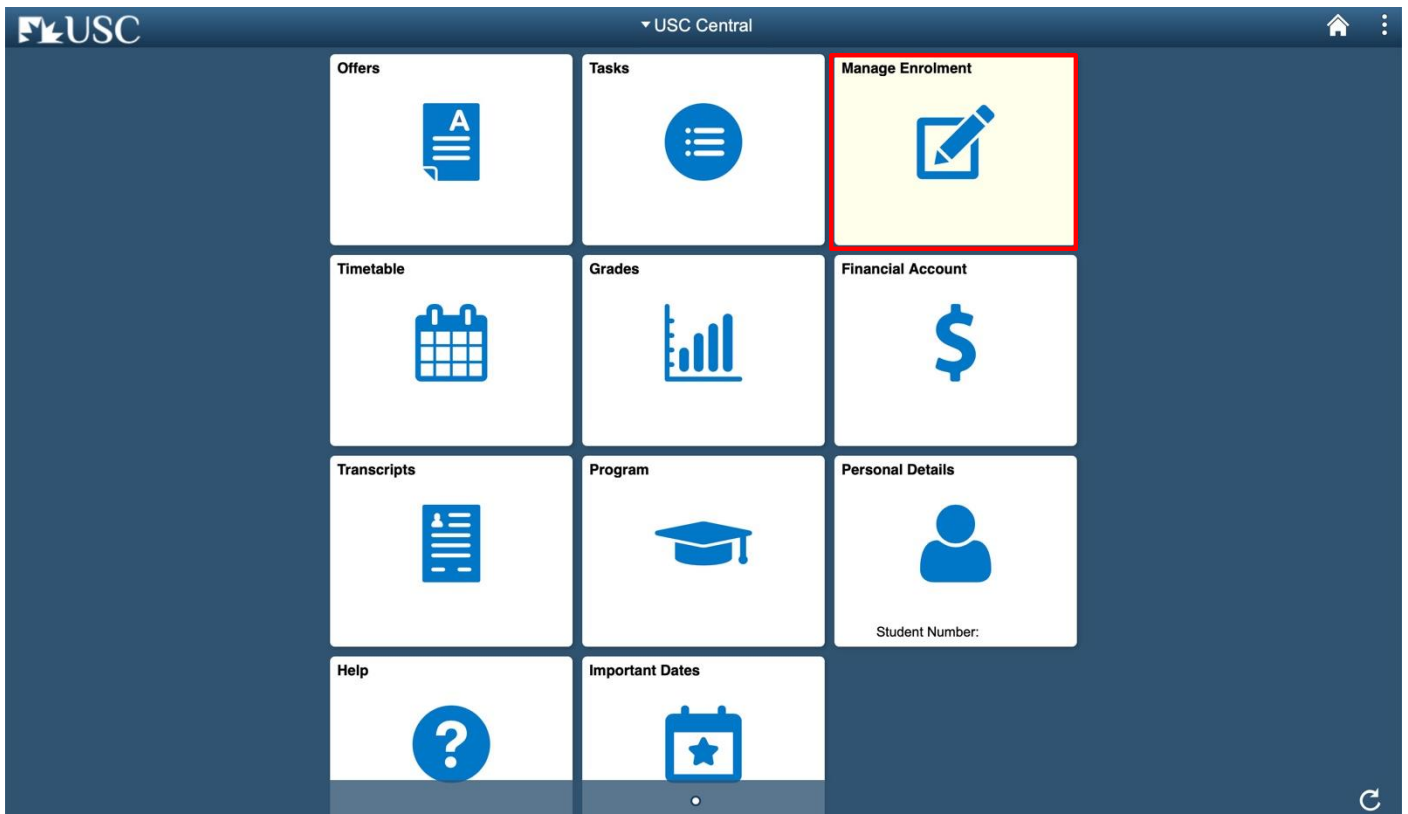 USC
USC Central
Offers
Tasks
Manage Enrolment
A
Timetable
Grades
Financial Account
$
Transcripts
Program
Personal Details
Student Number:
Help
Important Dates
?